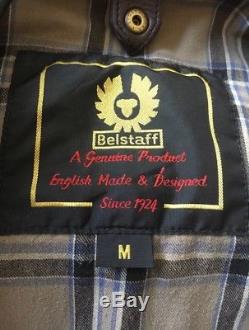 Belstaff
A Genuine Product
English Made & Designed
Since 1924
M